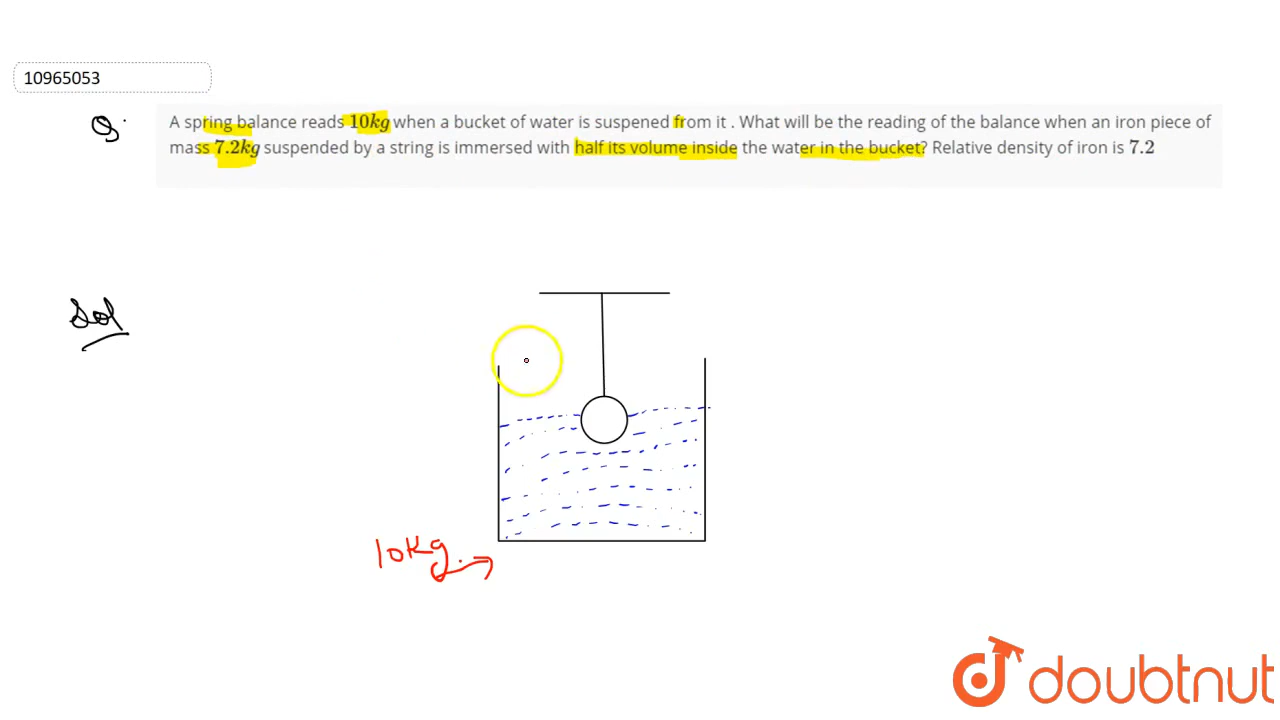 10965053
Q. A spring balance reads 10kg when a bucket of water is suspened from it . What will be the reading of the balance when an iron piece of
mass 7.2kg suspended by a string is immersed with half its volume inside the water in the bucket? Relative density of iron is 7.2
Sol
10Kg.
doubtnut